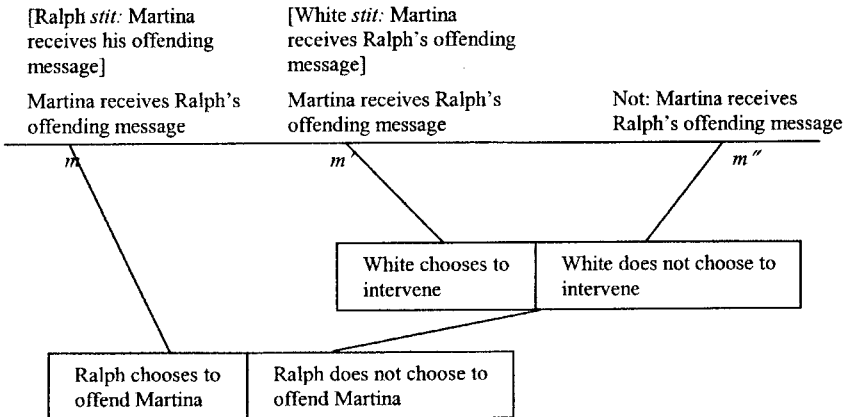 [Ralph stit: Martina
receives his offending
message]
[White stit: Martina
receives Ralph's offending
message]
Martina receives Ralph's
offending message
Martina receives Ralph's
offending message
Not: Martina receives
Ralph's offending message
m
m'
m"
White chooses to
intervene
White does not choose to
intervene
Ralph chooses to
offend Martina
Ralph does not choose to
offend Martina